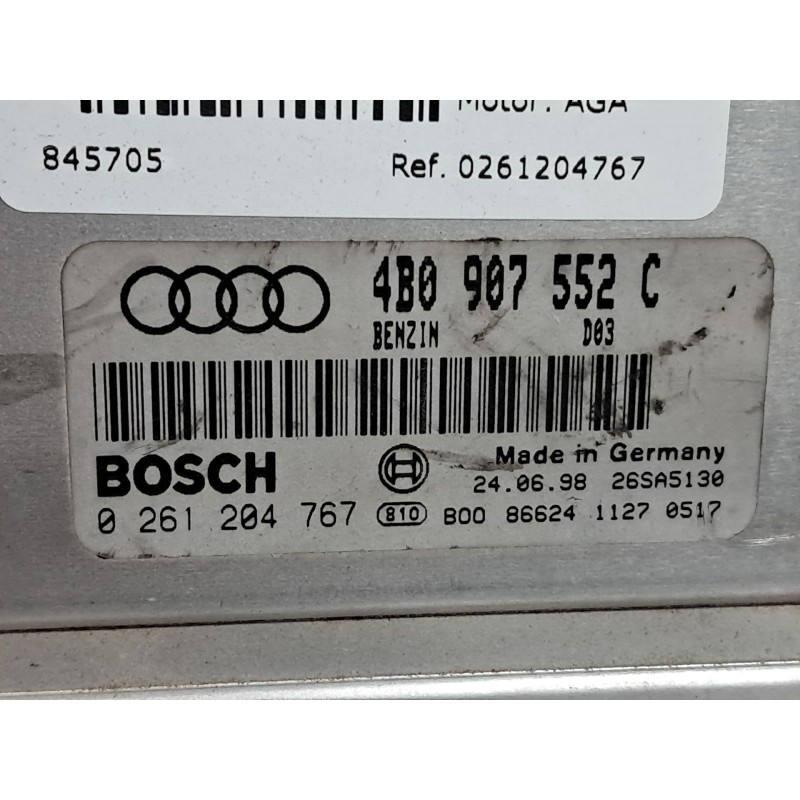 Motor: AGA
845705 Ref. 0261204767
4B0 907 552 C
BENZIN D03
BOSCH Made in Germany
24.06.98 26SA5130
0 261 204 767 810 B00 86624 1127 0517